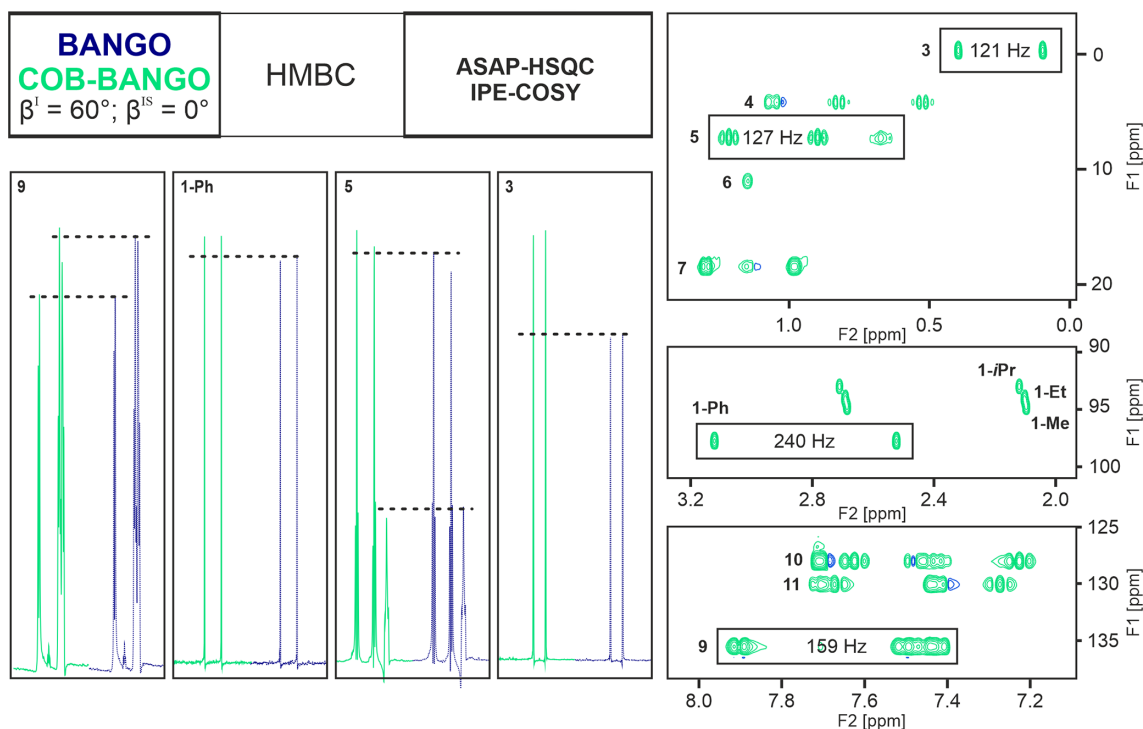 BANGO
COB-BANGO
βᴵ = 60°; βᴵˢ = 0°
HMBC
ASAP-HSQC
IPE-COSY
9
1-Ph
5
3
3
121 Hz
4
5
127 Hz
6
7
0
10
20
F1 [ppm]
1.0
0.5
0.0
F2 [ppm]
1-Ph
240 Hz
1-iPr
1-Et
1-Me
90
95
100
F1 [ppm]
3.2
2.8
2.4
2.0
F2 [ppm]
10
11
9
159 Hz
125
130
135
F1 [ppm]
8.0
7.8
7.6
7.4
7.2
F2 [ppm]